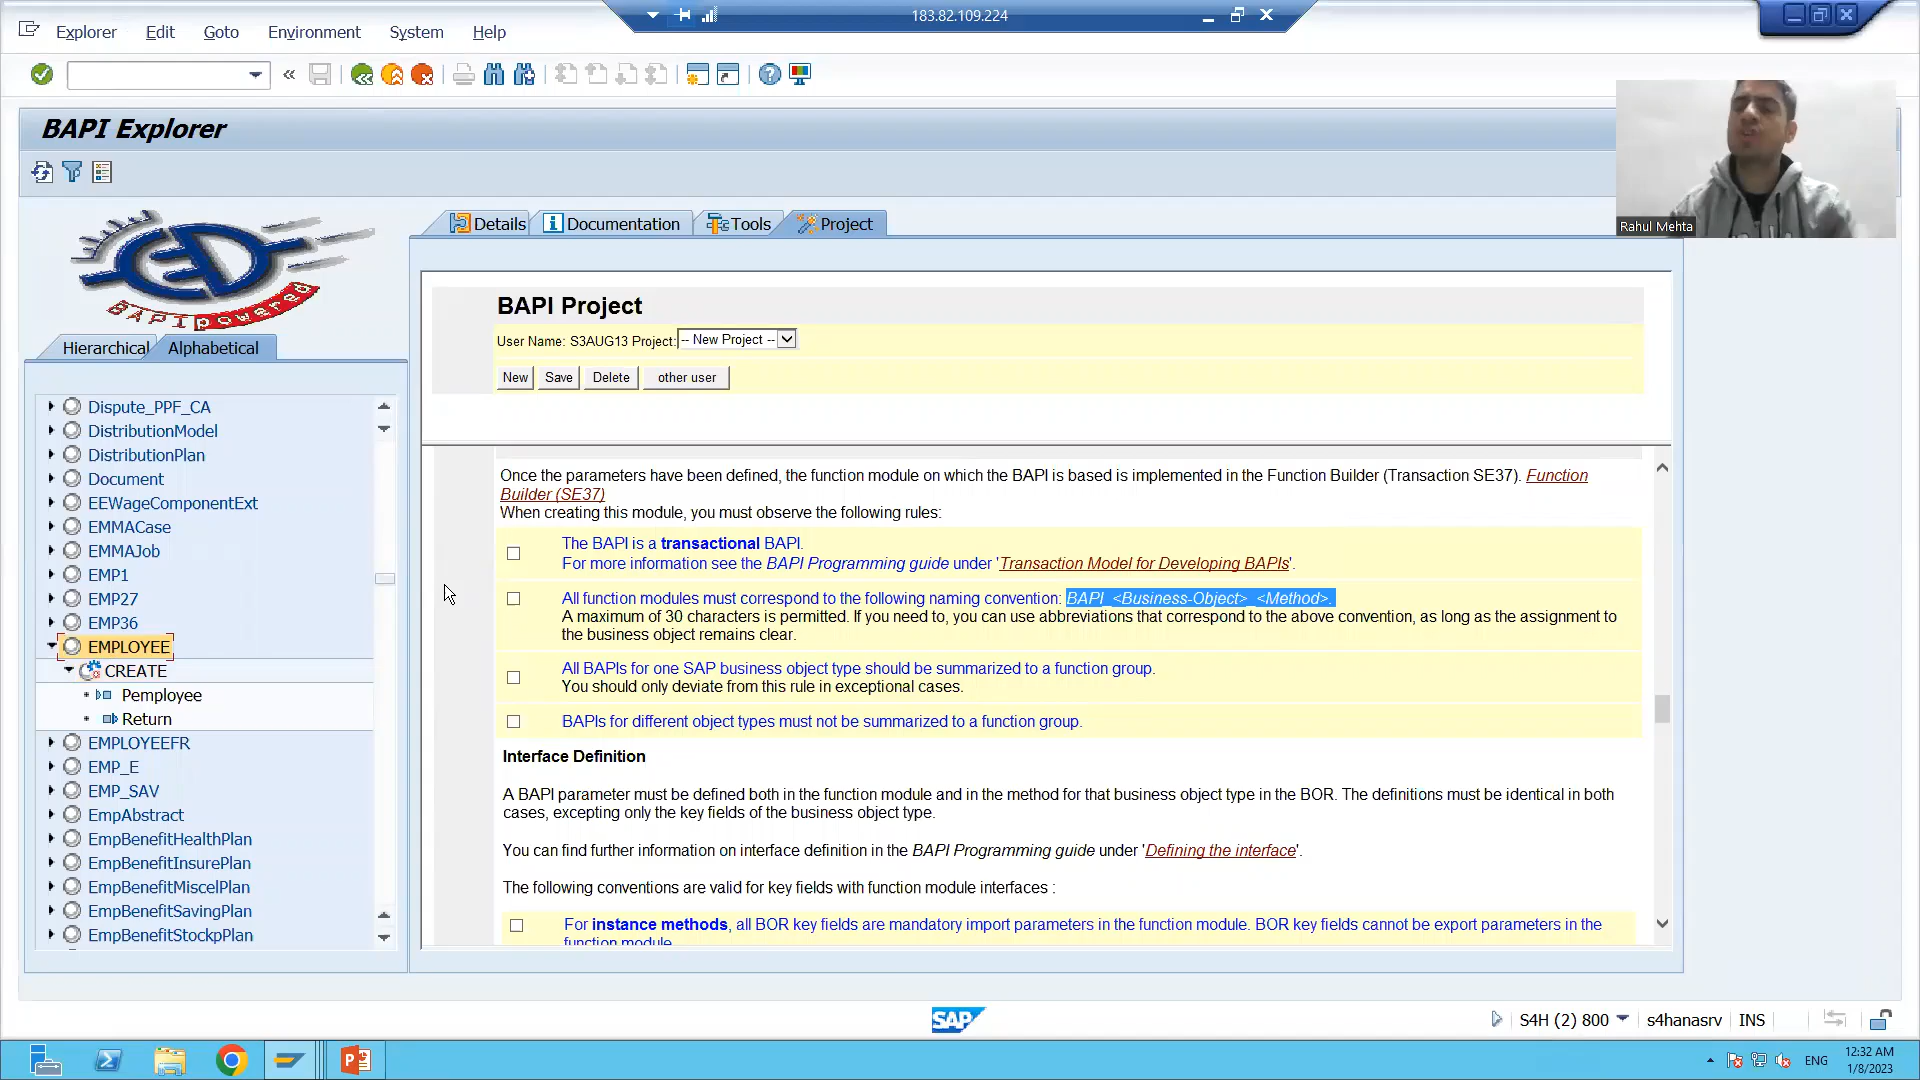 183.82.109.224
Explorer Edit Goto Environment System Help
BAPI Explorer
Rahul Mehta
BAPI powered
Hierarchical Alphabetical
Dispute_PPF_CA
DistributionModel
DistributionPlan
Document
EEWageComponentExt
EMMACase
EMMAJob
EMP1
EMP27
EMP36
EMPLOYEE
CREATE
Pemployee
Return
EMPLOYEEFR
EMP_E
EMP_SAV
EmpAbstract
EmpBenefitHealthPlan
EmpBenefitInsurePlan
EmpBenefitMiscelPlan
EmpBenefitSavingPlan
EmpBenefitStockpPlan
Details Documentation Tools Project
BAPI Project
User Name: S3AUG13 Project: -- New Project --
New Save Delete other user
Once the parameters have been defined, the function module on which the BAPI is based is implemented in the Function Builder (Transaction SE37). Function
Builder (SE37)
When creating this module, you must observe the following rules:
The BAPI is a transactional BAPI.
For more information see the BAPI Programming guide under 'Transaction Model for Developing BAPIs'.
All function modules must correspond to the following naming convention: BAPI_<Business-Object>_<Method>.
A maximum of 30 characters is permitted. If you need to, you can use abbreviations that correspond to the above convention, as long as the assignment to
the business object remains clear.
All BAPIs for one SAP business object type should be summarized to a function group.
You should only deviate from this rule in exceptional cases.
BAPIs for different object types must not be summarized to a function group.
Interface Definition
A BAPI parameter must be defined both in the function module and in the method for that business object type in the BOR. The definitions must be identical in both
cases, excepting only the key fields of the business object type.
You can find further information on interface definition in the BAPI Programming guide under 'Defining the interface'.
The following conventions are valid for key fields with function module interfaces :
For instance methods, all BOR key fields are mandatory import parameters in the function module. BOR key fields cannot be export parameters in the
function module.
SAP
S4H (2) 800 s4hanasrv INS
ENG
12:32 AM
1/8/2023